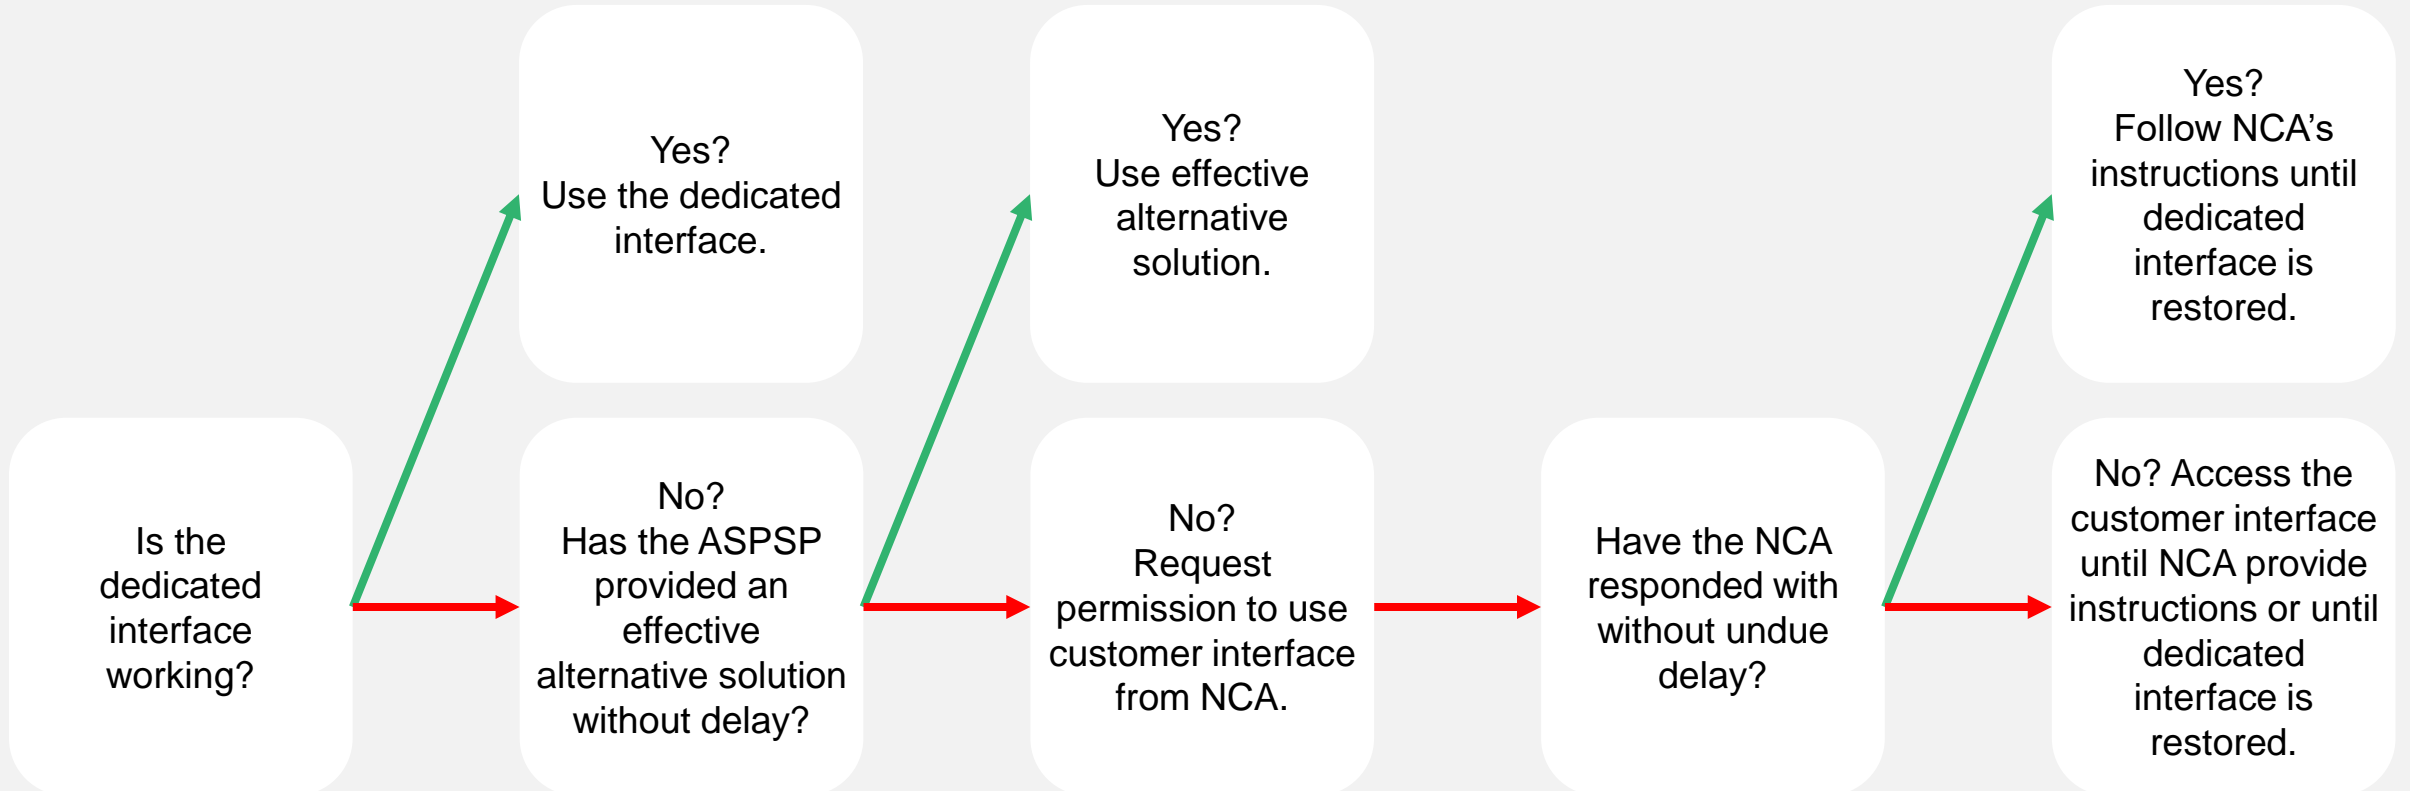 Is the
dedicated
interface
working?
Yes?
Use the dedicated
interface.
No?
Has the ASPSP
provided an
effective
alternative solution
without delay?
Yes?
Use effective
alternative
solution.
No?
Request
permission to use
customer interface
from NCA.
Have the NCA
responded with
without undue
delay?
Yes?
Follow NCA’s
instructions until
dedicated
interface is
restored.
No? Access the
customer interface
until NCA provide
instructions or until
dedicated
interface is
restored.